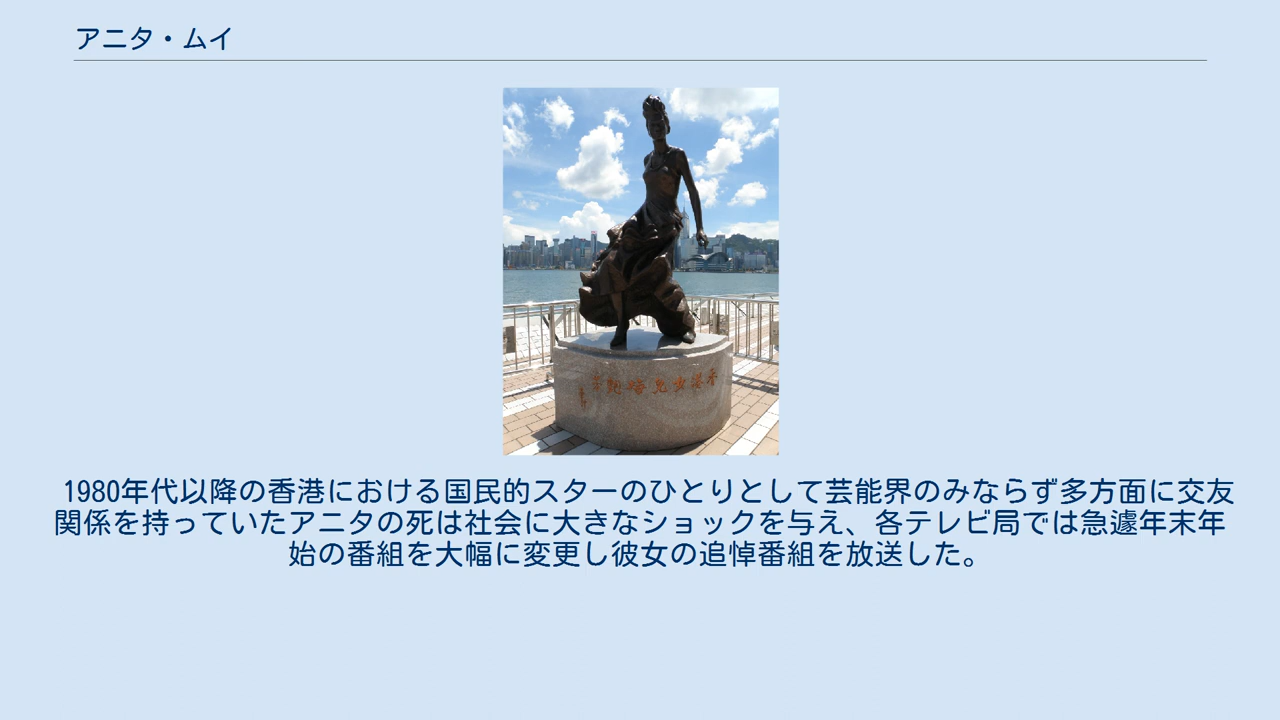 アニタ・ムイ
1980年代以降の香港における国民的スターのひとりとして芸能界のみならず多方面に交友
関係を持っていたアニタの死は社会に大きなショックを与え、各テレビ局では急遽年末年
始の番組を大幅に変更し彼女の追悼番組を放送した。